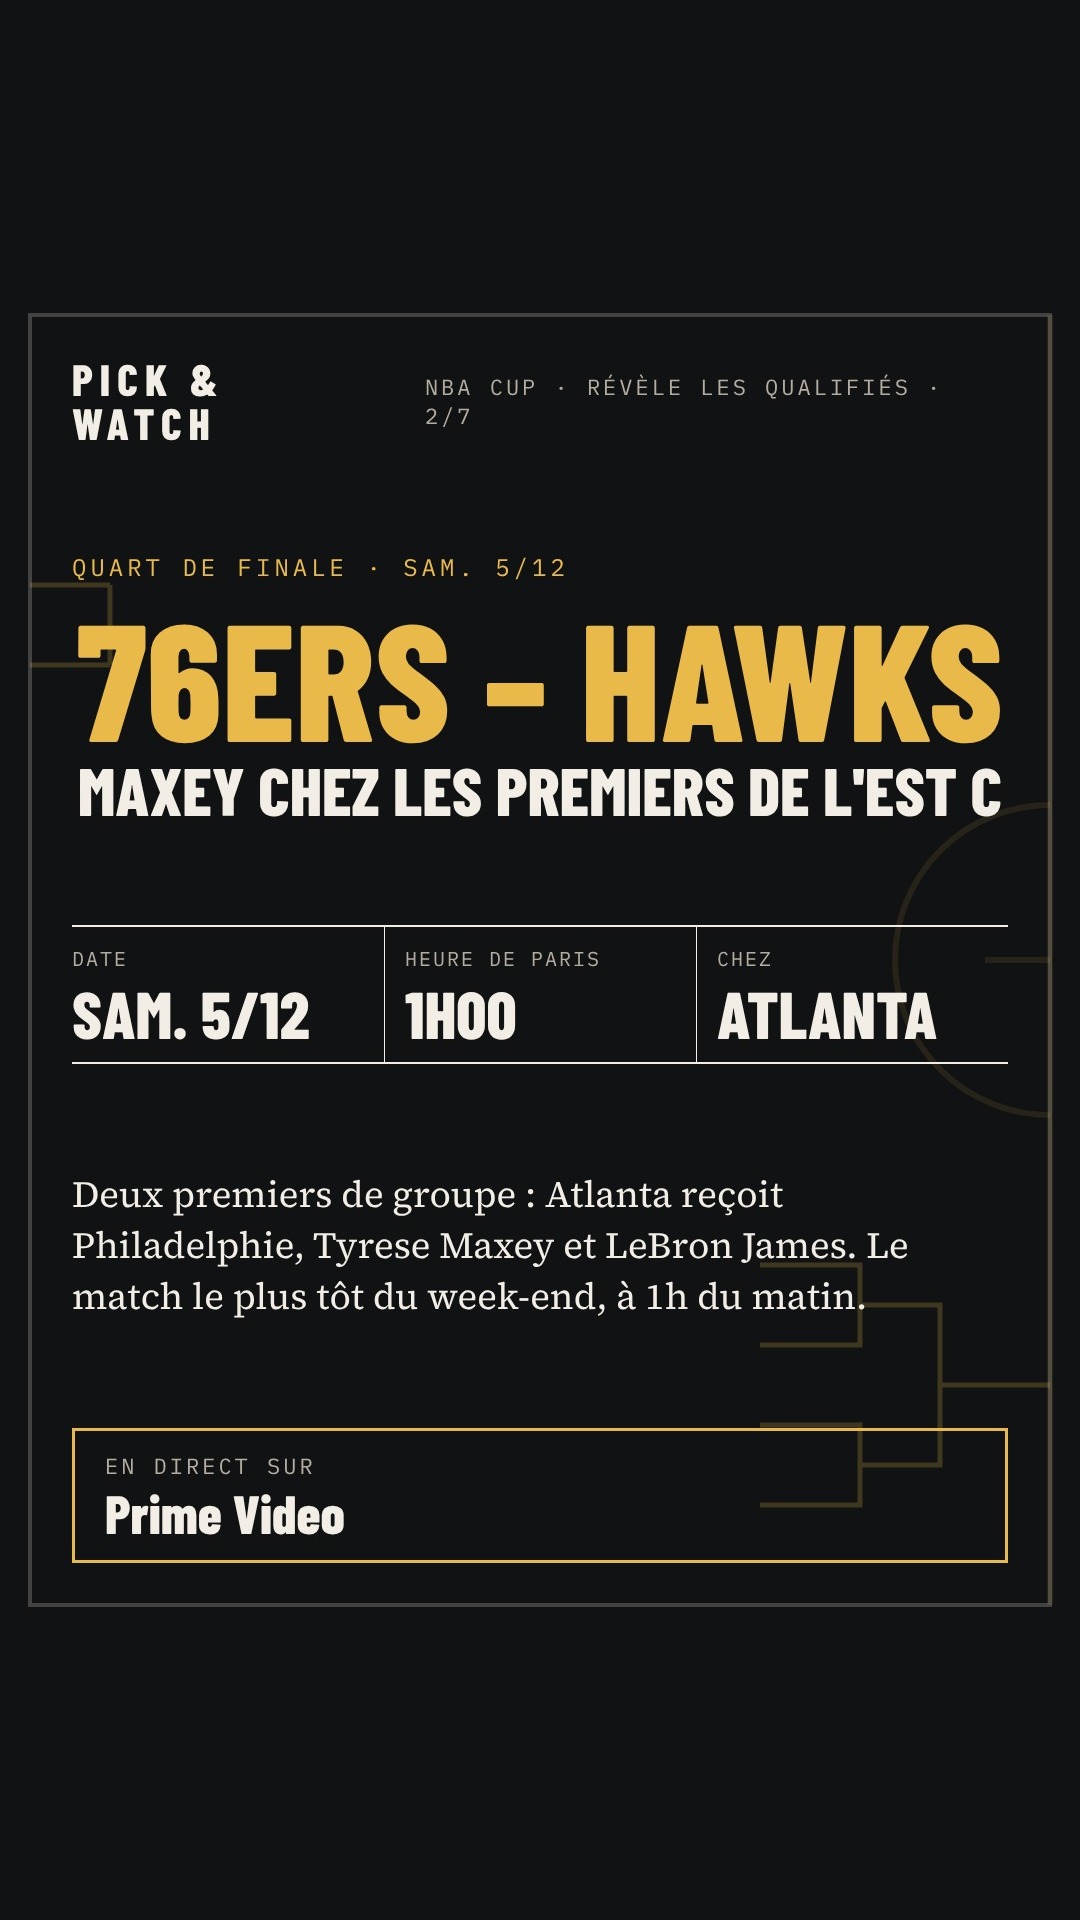 PICK &
WATCH
NBA CUP · RÉVÈLE LES QUALIFIÉS ·
2/7
QUART DE FINALE · SAM. 5/12
76ERS – HAWKS
MAXEY CHEZ LES PREMIERS DE L'EST C
DATE
SAM. 5/12
HEURE DE PARIS
1H00
CHEZ
ATLANTA
Deux premiers de groupe : Atlanta reçoit
Philadelphie, Tyrese Maxey et LeBron James. Le
match le plus tôt du week-end, à 1h du matin.
EN DIRECT SUR
Prime Video